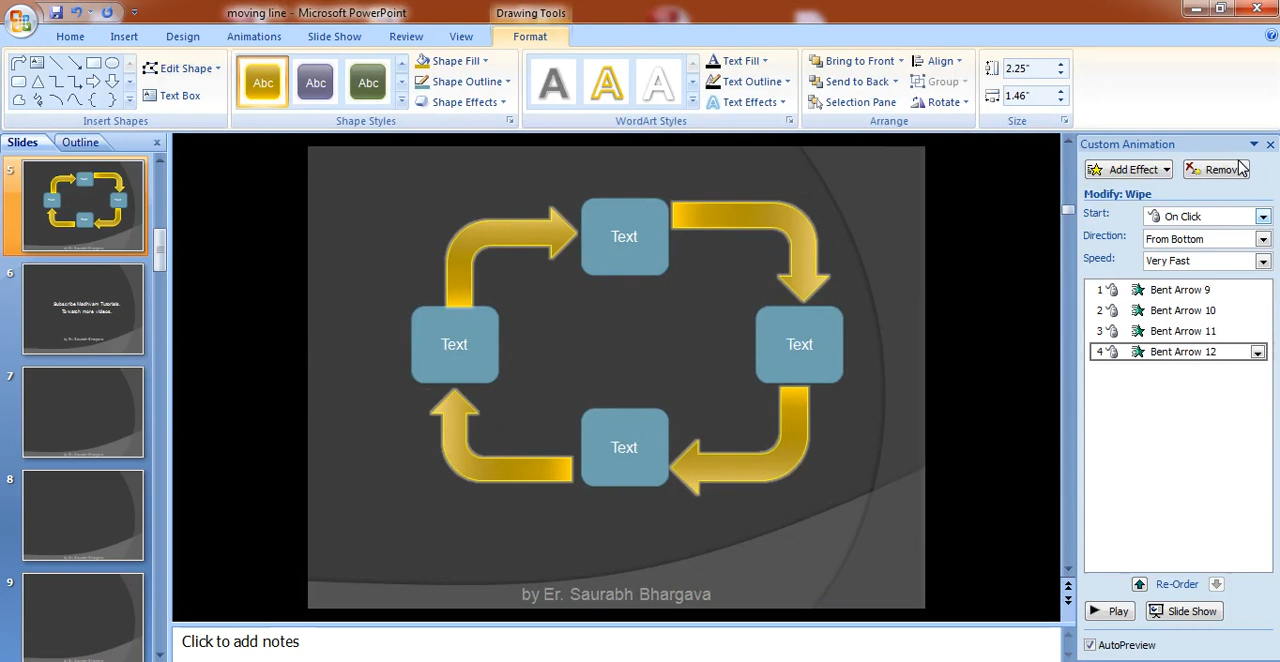 moving line - Microsoft PowerPoint
Drawing Tools
Home Insert Design Animations Slide Show Review View Format
Edit Shape
Text Box
Insert Shapes
Abc Abc Abc
Shape Fill
Shape Outline
Shape Effects
Shape Styles
A A A
Text Fill
Text Outline
Text Effects
WordArt Styles
Bring to Front
Send to Back
Selection Pane
Align
Group
Rotate
Arrange
2.25"
1.46"
Size
Slides Outline
5
6
Subscribe Madhvam Tutorials.
To watch more videos.
7
8
9
Text
Text
Text
Text
by Er. Saurabh Bhargava
Click to add notes
Custom Animation
Add Effect
Remov
Modify: Wipe
Start: On Click
Direction: From Bottom
Speed: Very Fast
1 Bent Arrow 9
2 Bent Arrow 10
3 Bent Arrow 11
4 Bent Arrow 12
Re-Order
Play Slide Show
AutoPreview